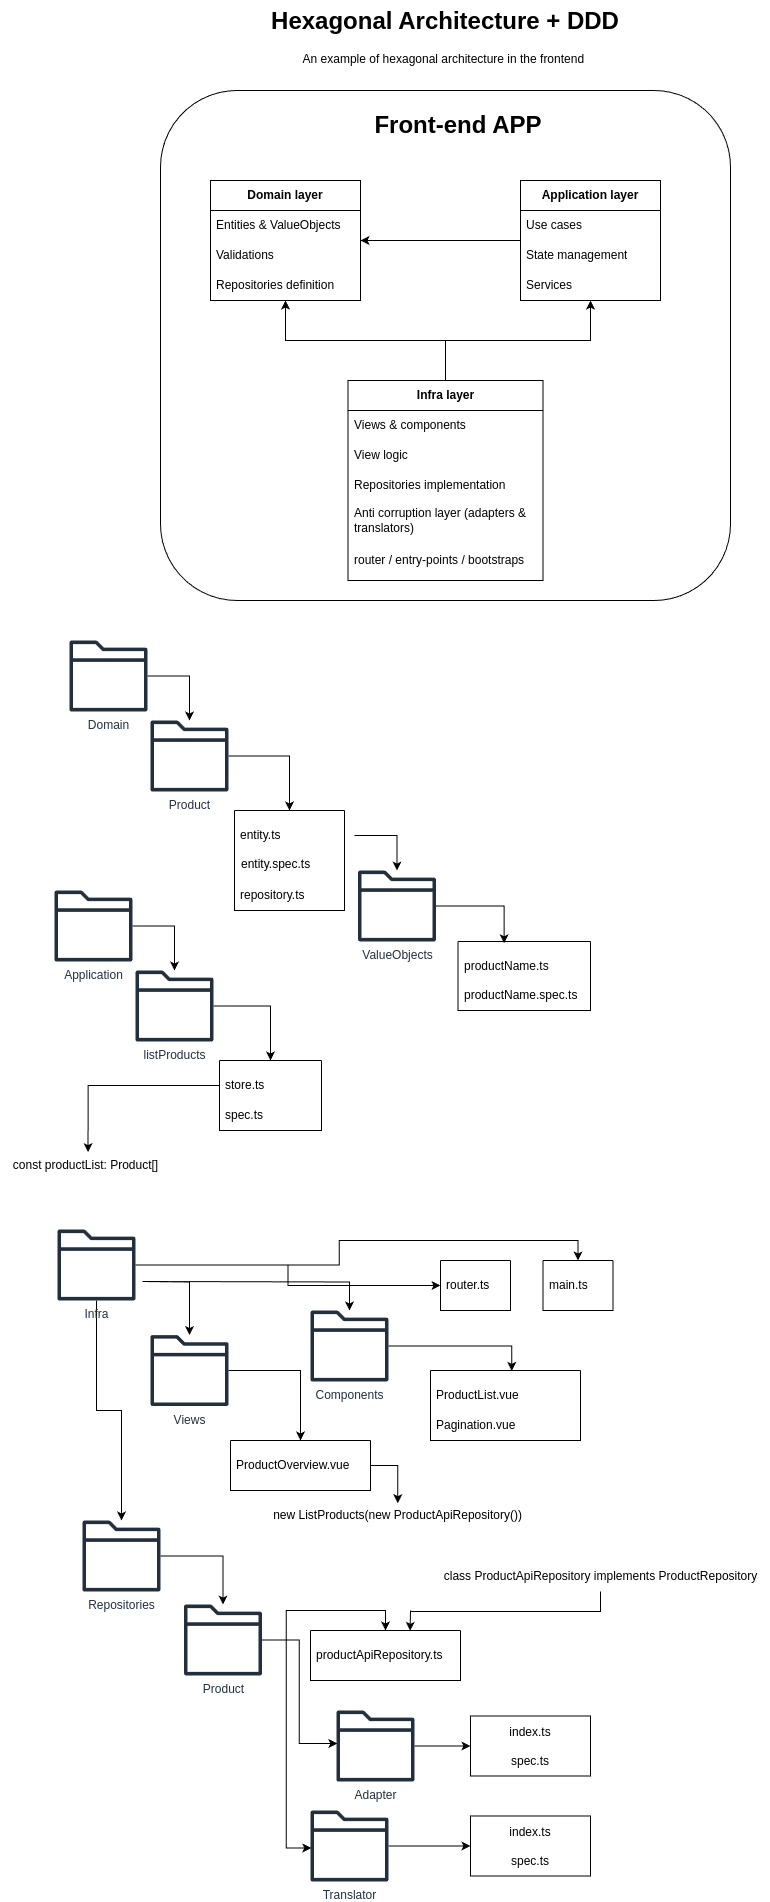 Hexagonal Architecture + DDD
An example of hexagonal architecture in the frontend
Front-end APP
Domain layer
Entities & ValueObjects
Validations
Repositories definition
Application layer
Use cases
State management
Services
Infra layer
Views & components
View logic
Repositories implementation
Anti corruption layer (adapters &
translators)
router / entry-points / bootstraps
Domain
Product
entity.ts
entity.spec.ts
repository.ts
ValueObjects
productName.ts
productName.spec.ts
Application
listProducts
store.ts
spec.ts
const productList: Product[]
Infra
router.ts
main.ts
Views
Components
ProductList.vue
Pagination.vue
ProductOverview.vue
new ListProducts(new ProductApiRepository())
Repositories
class ProductApiRepository implements ProductRepository
Product
productApiRepository.ts
Adapter
index.ts
spec.ts
Translator
index.ts
spec.ts